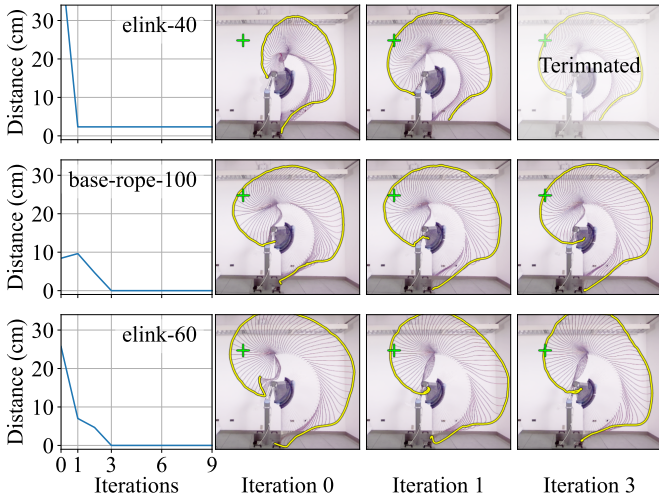 Distance (cm)
30
20
10
0
elink-40
Terimnated
Distance (cm)
30
20
10
0
base-rope-100
Distance (cm)
30
20
10
0
elink-60
0 1 3 6 9
Iterations
Iteration 0
Iteration 1
Iteration 3